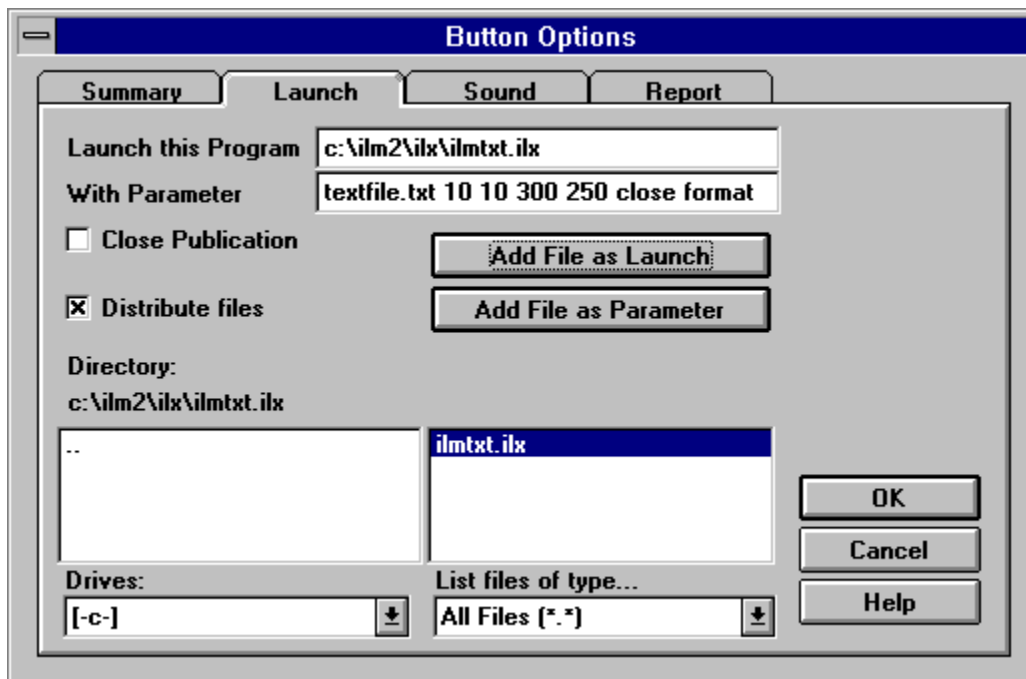 Button Options
Summary Launch Sound Report
Launch this Program c:\ilm2\ilx\ilmtxt.ilx
With Parameter textfile.txt 10 10 300 250 close format
Close Publication
Add File as Launch
Distribute files
Add File as Parameter
Directory:
c:\ilm2\ilx\ilmtxt.ilx
..
ilmtxt.ilx
OK
Cancel
Drives: List files of type...
[-c-] All Files (*.*)
Help